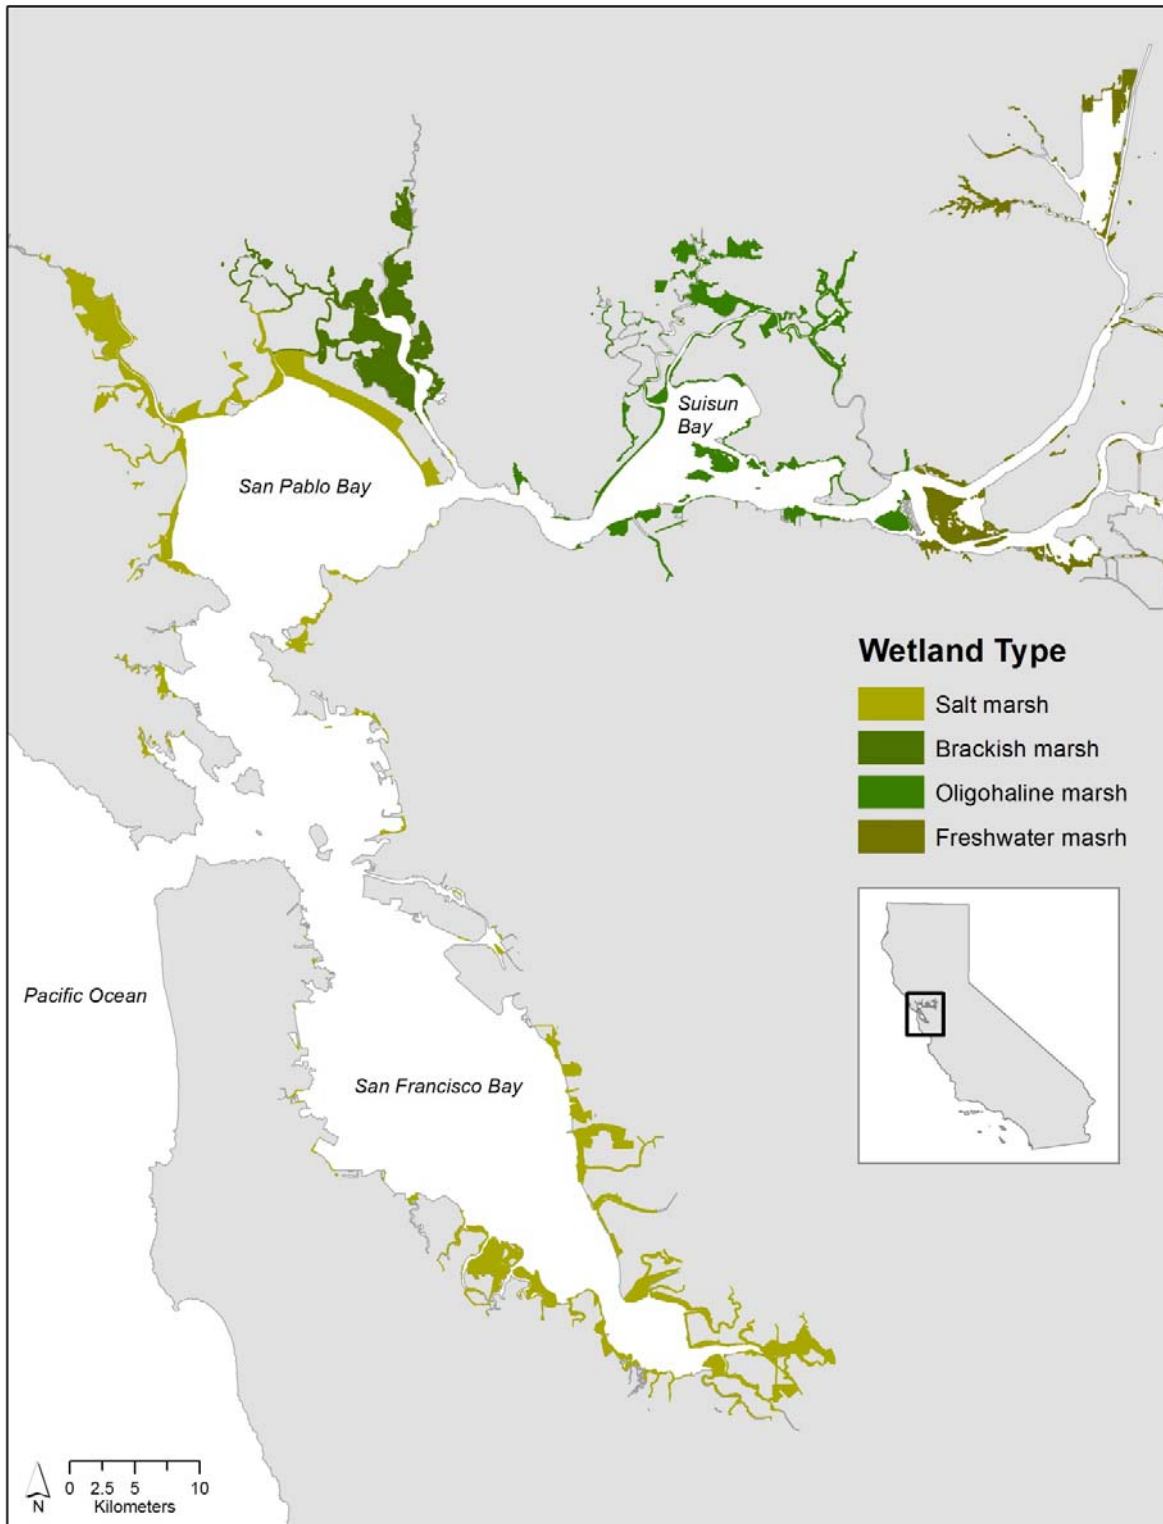 Suisun
Bay
San Pablo Bay
Wetland Type
Salt marsh
Brackish marsh
Oligohaline marsh
Freshwater masrh
Pacific Ocean
San Francisco Bay
N
0 2.5 5 10
Kilometers